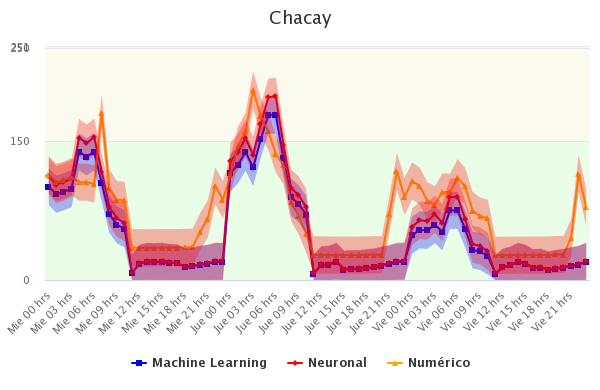 Chacay
251
250
150
0
Mie 00 hrs
Mie 03 hrs
Mie 06 hrs
Mie 09 hrs
Mie 12 hrs
Mie 15 hrs
Mie 18 hrs
Mie 21 hrs
Jue 00 hrs
Jue 03 hrs
Jue 06 hrs
Jue 09 hrs
Jue 12 hrs
Jue 15 hrs
Jue 18 hrs
Jue 21 hrs
Vie 00 hrs
Vie 03 hrs
Vie 06 hrs
Vie 09 hrs
Vie 12 hrs
Vie 15 hrs
Vie 18 hrs
Vie 21 hrs
Machine Learning Neuronal Numérico